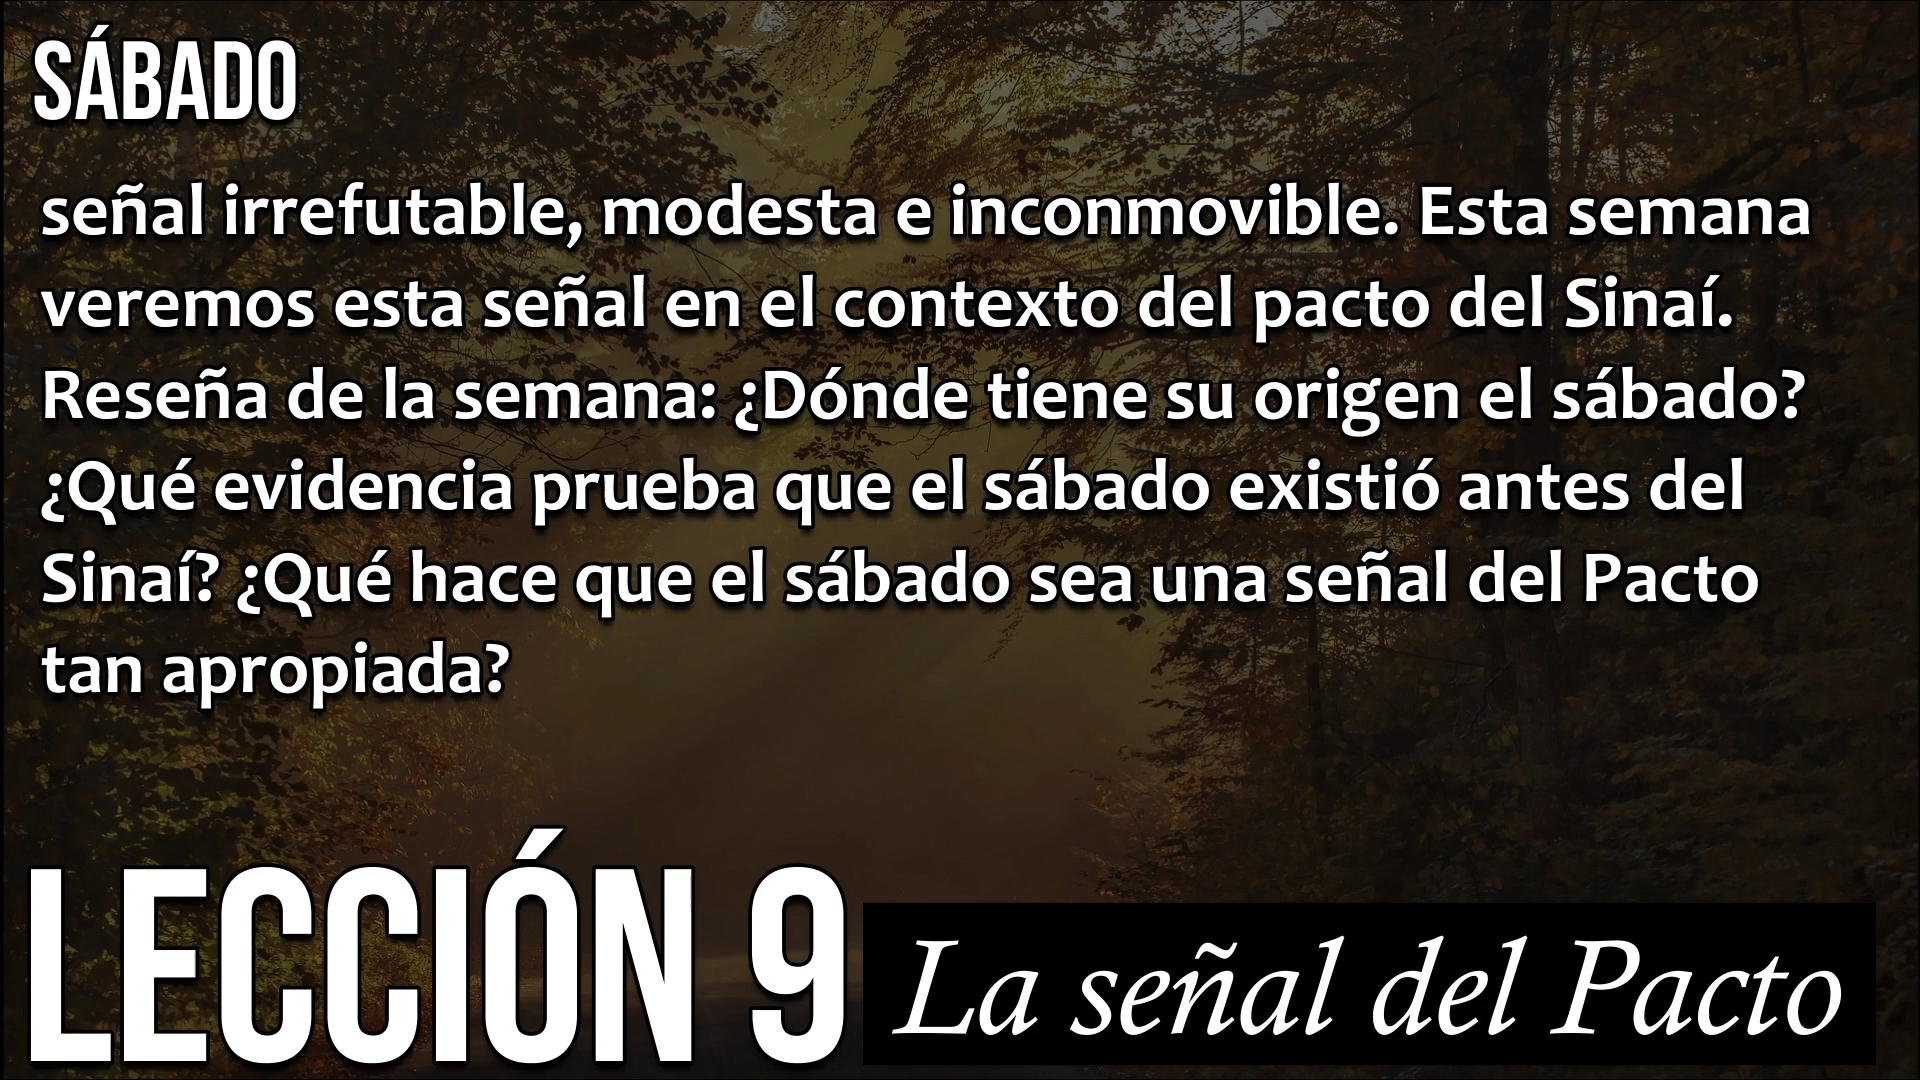 SÁBADO
señal irrefutable, modesta e inconmovible. Esta semana
veremos esta señal en el contexto del pacto del Sinaí.
Reseña de la semana: ¿Dónde tiene su origen el sábado?
¿Qué evidencia prueba que el sábado existió antes del
Sinaí? ¿Qué hace que el sábado sea una señal del Pacto
tan apropiada?
LECCIÓN 9 La señal del Pacto